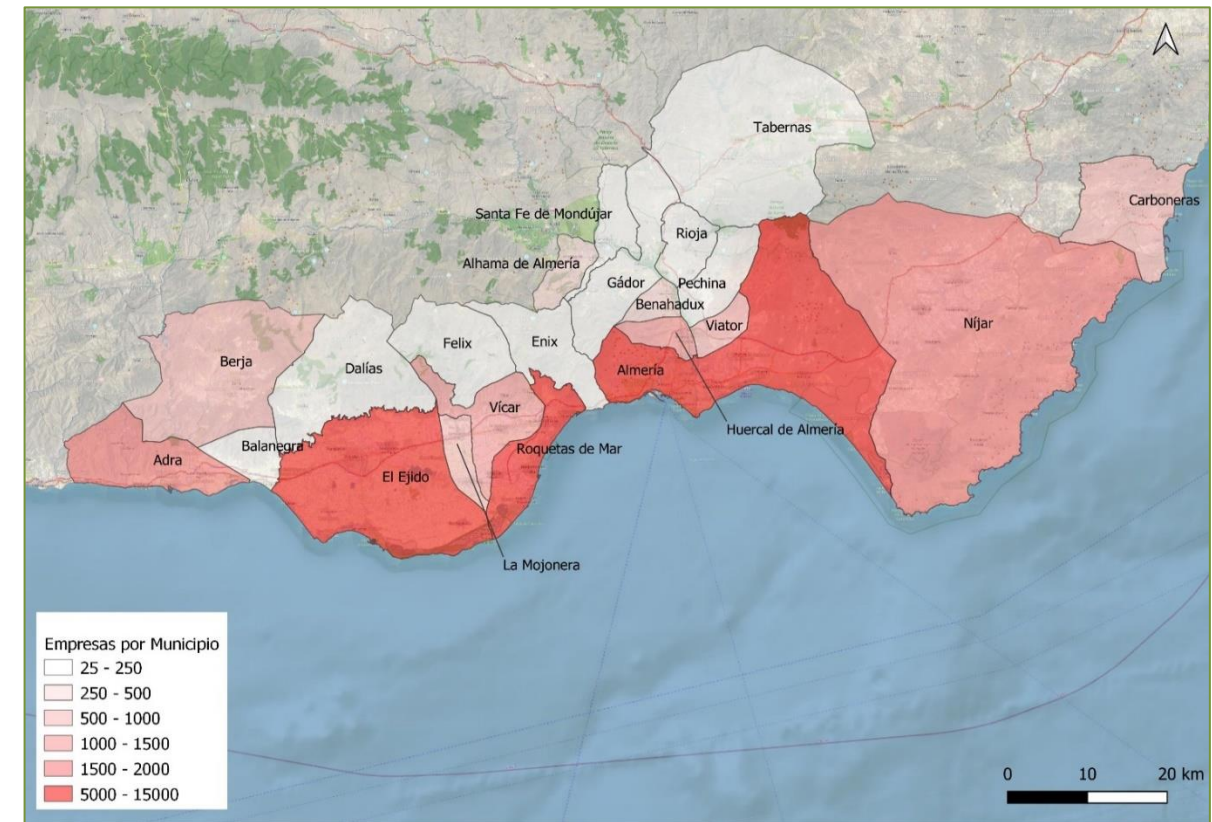 Tabernas
Carboneras
Santa Fe de Mondújar
Rioja
Alhama de Almería
Gádor
Pechina
Benahadux
Viator
Níjar
Berja
Felix
Enix
Dalías
Almería
Vícar
Huercal de Almería
Balanegra
Roquetas de Mar
Adra
El Ejido
La Mojonera
Empresas por Municipio
25 - 250
250 - 500
500 - 1000
1000 - 1500
1500 - 2000
5000 - 15000
0 10 20 km